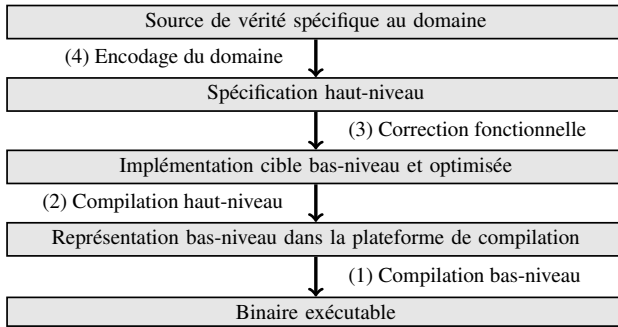 Source de vérité spécifique au domaine
(4) Encodage du domaine
Spécification haut-niveau
(3) Correction fonctionnelle
Implémentation cible bas-niveau et optimisée
(2) Compilation haut-niveau
Représentation bas-niveau dans la plateforme de compilation
(1) Compilation bas-niveau
Binaire exécutable